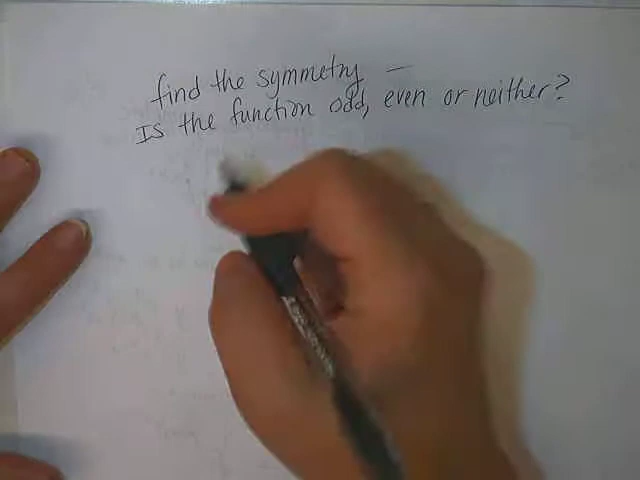 find the symmetry –
Is the function odd, even or neither?